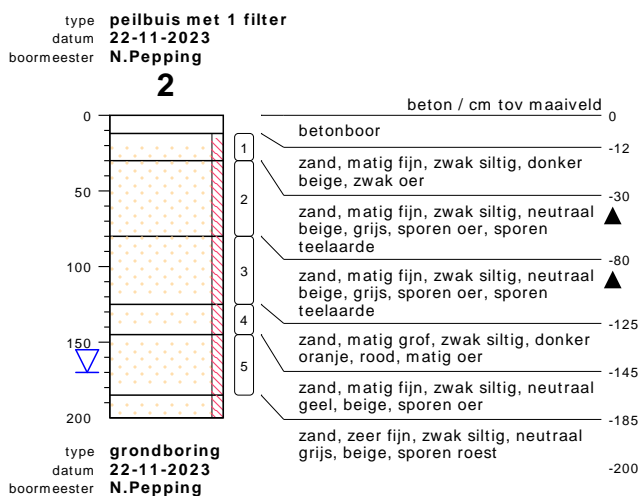 type peilbuis met 1 filter
datum 22-11-2023
boormeester N.Pepping
2
beton / cm tov maaiveld
0
0
betonboor
-12
1
zand, matig fijn, zwak siltig, donker
beige, zwak oer
-30
50
2
zand, matig fijn, zwak siltig, neutraal
beige, grijs, sporen oer, sporen
teelaarde
-80
100
3
zand, matig fijn, zwak siltig, neutraal
beige, grijs, sporen oer, sporen
teelaarde
-125
4
zand, matig grof, zwak siltig, donker
oranje, rood, matig oer
-145
150
5
zand, matig fijn, zwak siltig, neutraal
geel, beige, sporen oer
-185
200
zand, zeer fijn, zwak siltig, neutraal
grijs, beige, sporen roest
-200
type grondboring
datum 22-11-2023
boormeester N.Pepping